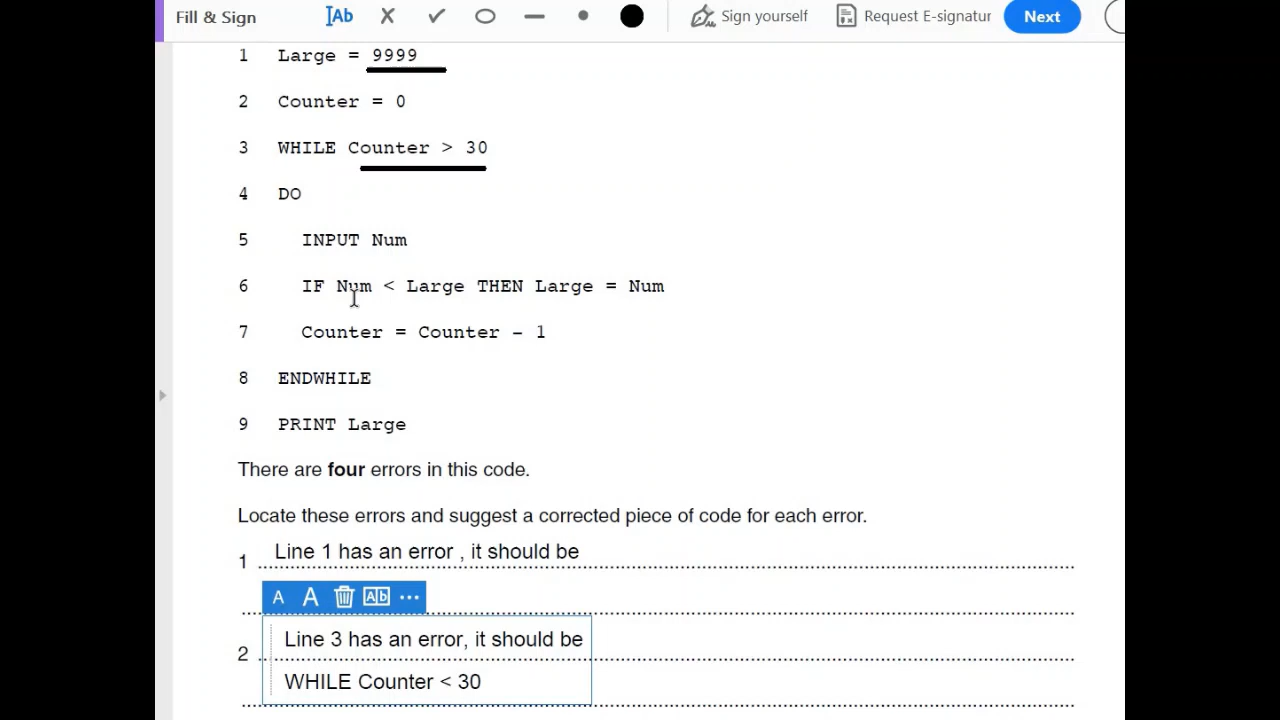 Fill & Sign Ab Sign yourself Request E-signatur Next
1 Large = 9999
2 Counter = 0
3 WHILE Counter > 30
4 DO
5 INPUT Num
6 IF Num < Large THEN Large = Num
7 Counter = Counter - 1
8 ENDWHILE
9 PRINT Large
There are four errors in this code.
Locate these errors and suggest a corrected piece of code for each error.
1 Line 1 has an error , it should be
A A Ab
2 Line 3 has an error, it should be
WHILE Counter < 30